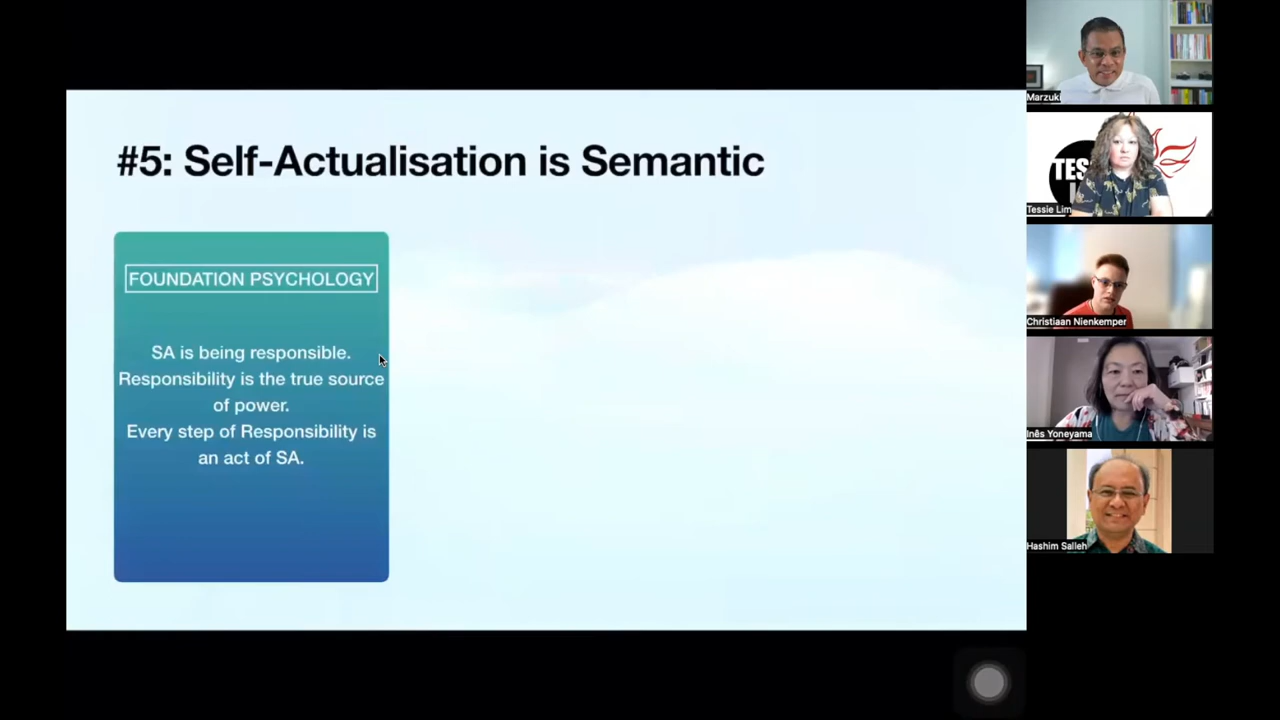 #5: Self-Actualisation is Semantic
FOUNDATION PSYCHOLOGY
SA is being responsible.
Responsibility is the true source
of power.
Every step of Responsibility is
an act of SA.
Marzuki
TES
Tessie Lim
Christiaan Nienkemper
Inês Yoneyama
Hashim Salleh